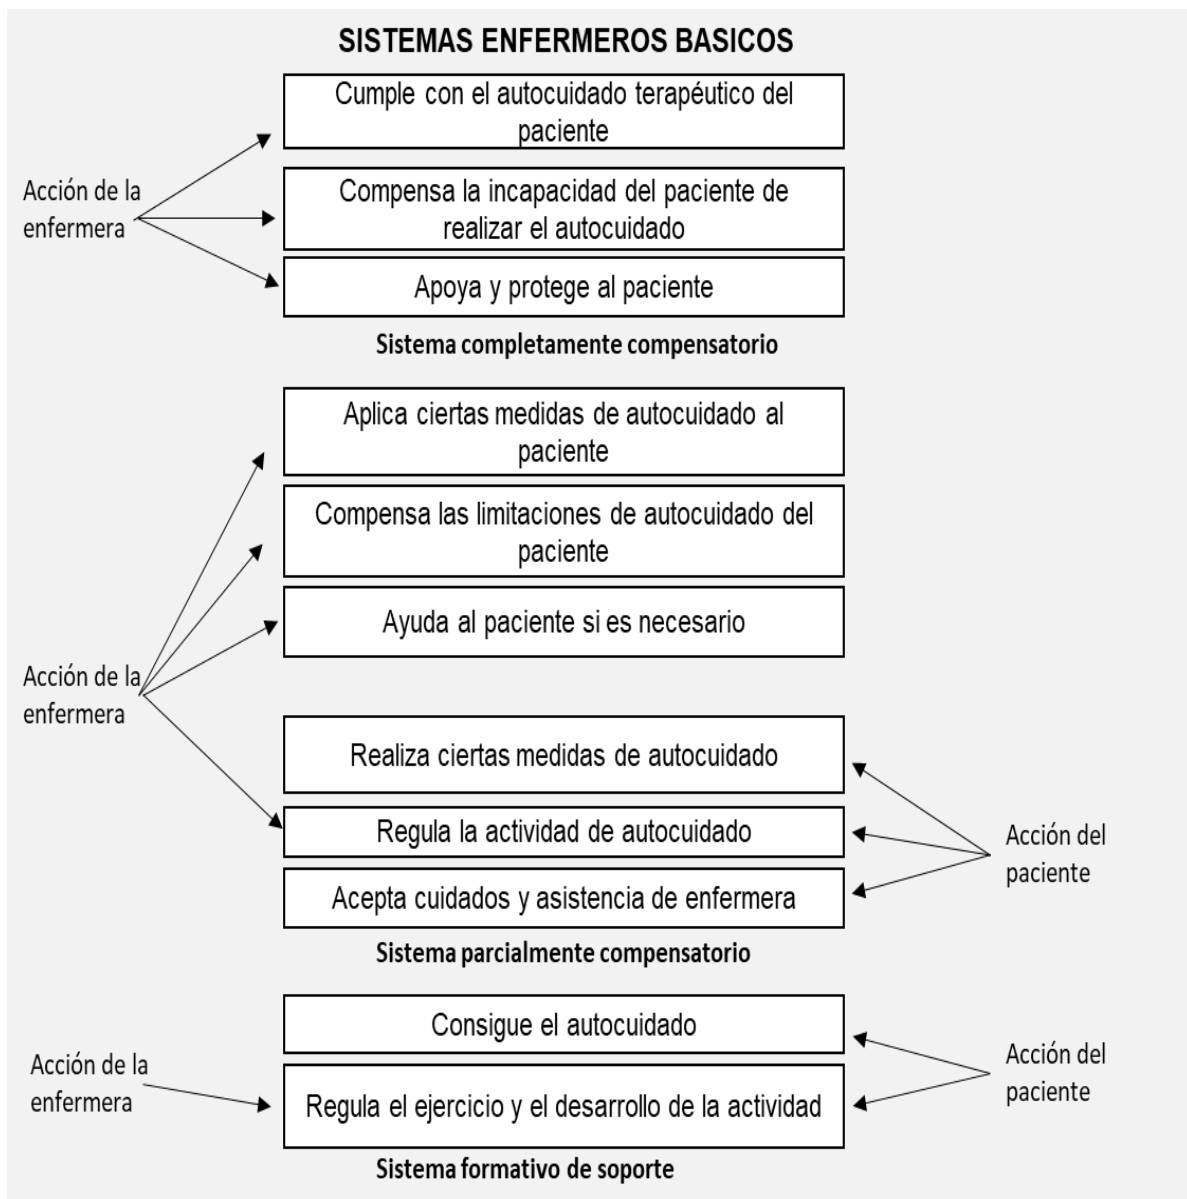 SISTEMAS ENFERMEROS BASICOS
Cumple con el autocuidado terapéutico del
paciente
Acción de la
enfermera
Compensa la incapacidad del paciente de
realizar el autocuidado
Apoya y protege al paciente
Sistema completamente compensatorio
Aplica ciertas medidas de autocuidado al
paciente
Compensa las limitaciones de autocuidado del
paciente
Ayuda al paciente si es necesario
Acción de la
enfermera
Realiza ciertas medidas de autocuidado
Regula la actividad de autocuidado
Acción del
paciente
Acepta cuidados y asistencia de enfermera
Sistema parcialmente compensatorio
Consigue el autocuidado
Acción de la
enfermera
Acción del
paciente
Regula el ejercicio y el desarrollo de la actividad
Sistema formativo de soporte